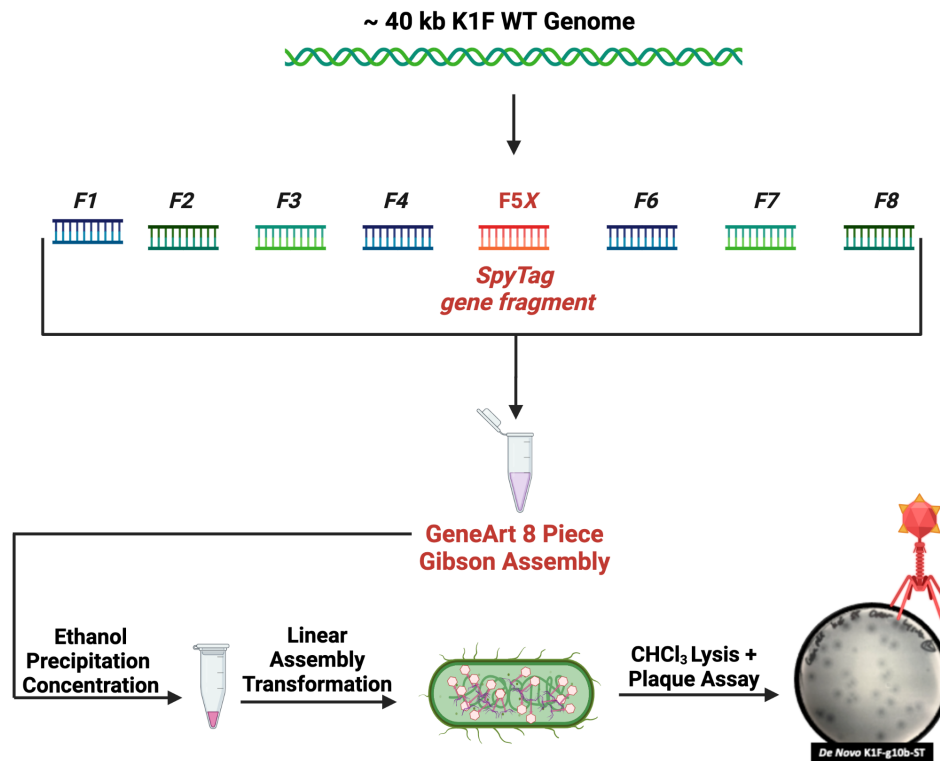 ~ 40 kb K1F WT Genome
F1 F2 F3 F4 F5X F6 F7 F8
SpyTag
gene fragment
GeneArt 8 Piece
Gibson Assembly
Ethanol
Precipitation
Concentration
Linear
Assembly
Transformation
CHCl₃ Lysis +
Plaque Assay
De Novo K1F-g10b-ST